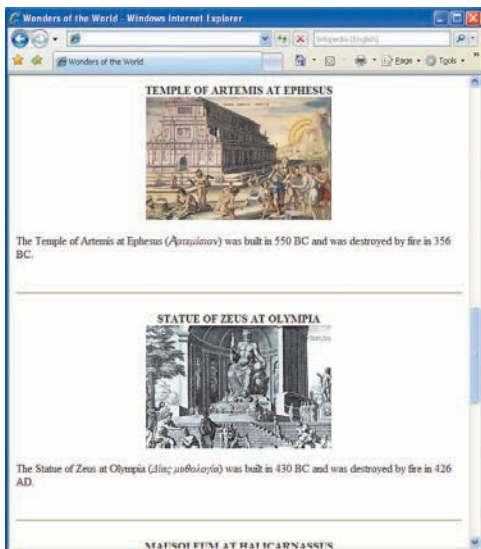 Wonders of the World - Windows Internet Explorer
Wikipedia (English)
Wonders of the World
Page
Tools
TEMPLE OF ARTEMIS AT EPHESUS
The Temple of Artemis at Ephesus (Ἀρτεμίσιον) was built in 550 BC and was destroyed by fire in 356
BC.
STATUE OF ZEUS AT OLYMPIA
The Statue of Zeus at Olympia (Δίας μυθολογία) was built in 430 BC and was destroyed by fire in 426
AD.
MAUSOLEUM AT HALICARNASSUS